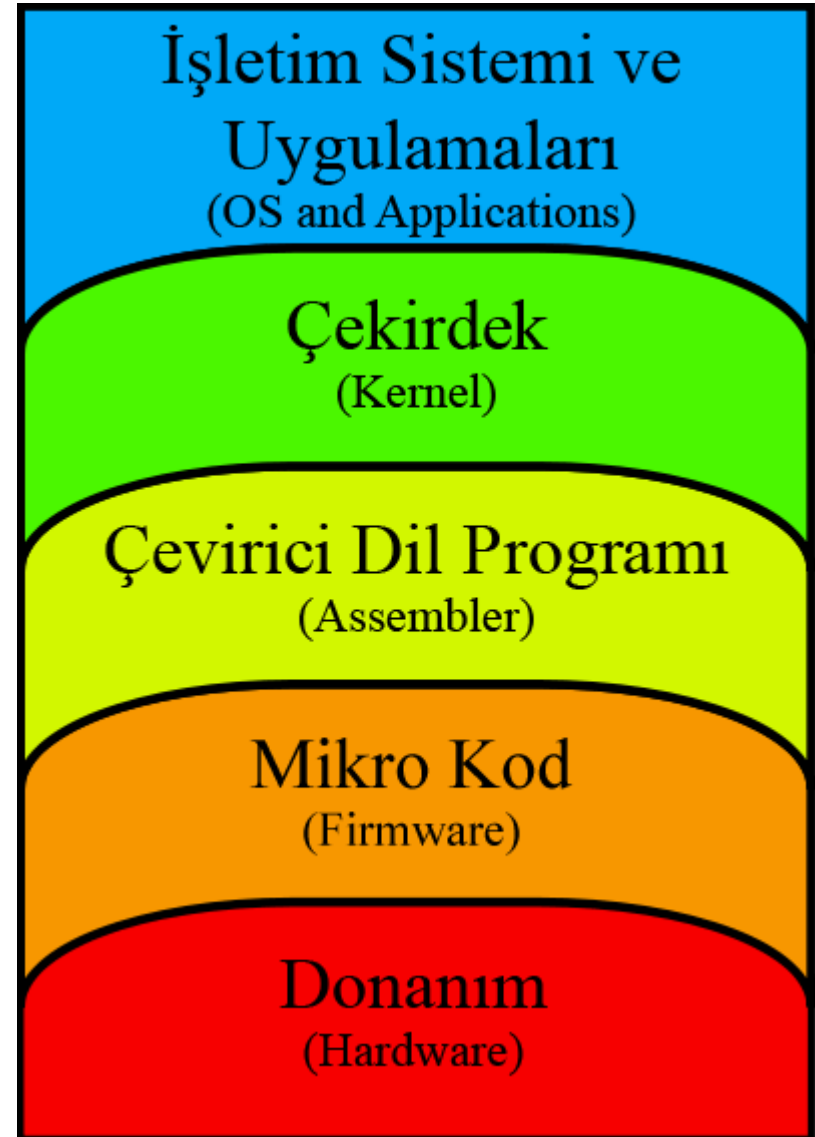 İşletim Sistemi ve
Uygulamaları
(OS and Applications)
Çekirdek
(Kernel)
Çevirici Dil Programı
(Assembler)
Mikro Kod
(Firmware)
Donanım
(Hardware)